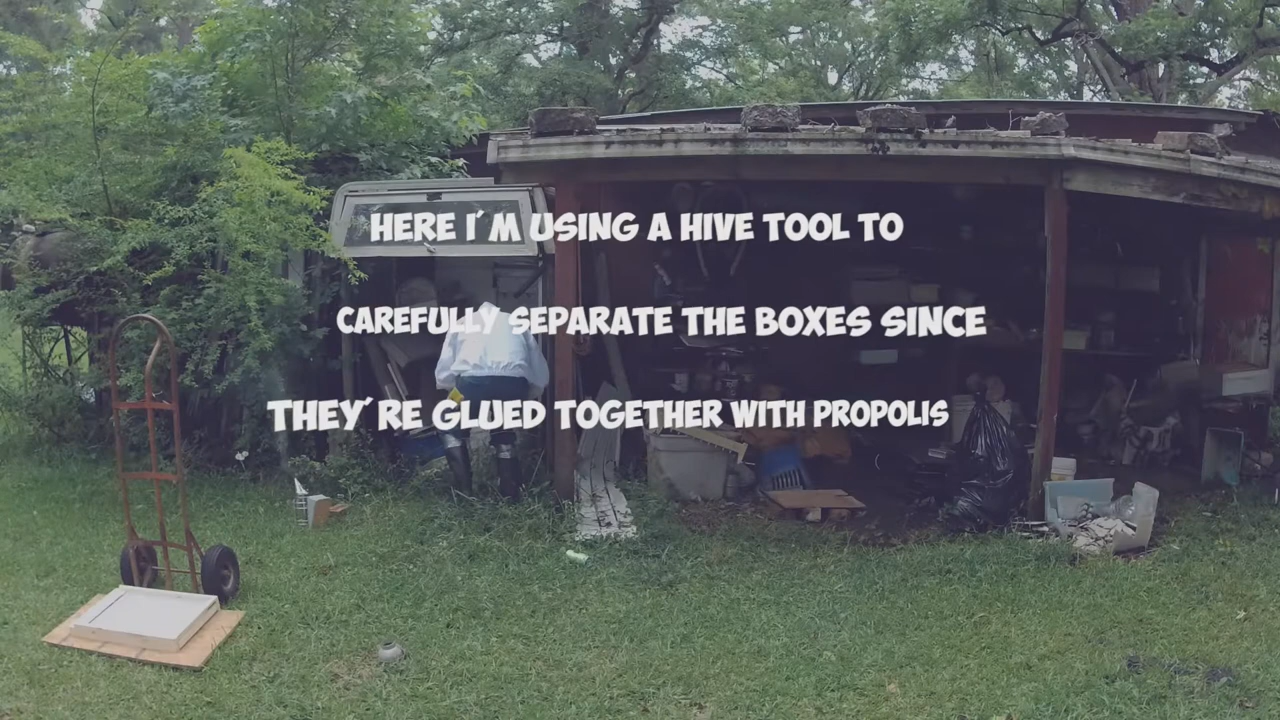 HERE I´M USING A HIVE TOOL TO
CAREFULLY SEPARATE THE BOXES SINCE
THEY´RE GLUED TOGETHER WITH PROPOLIS